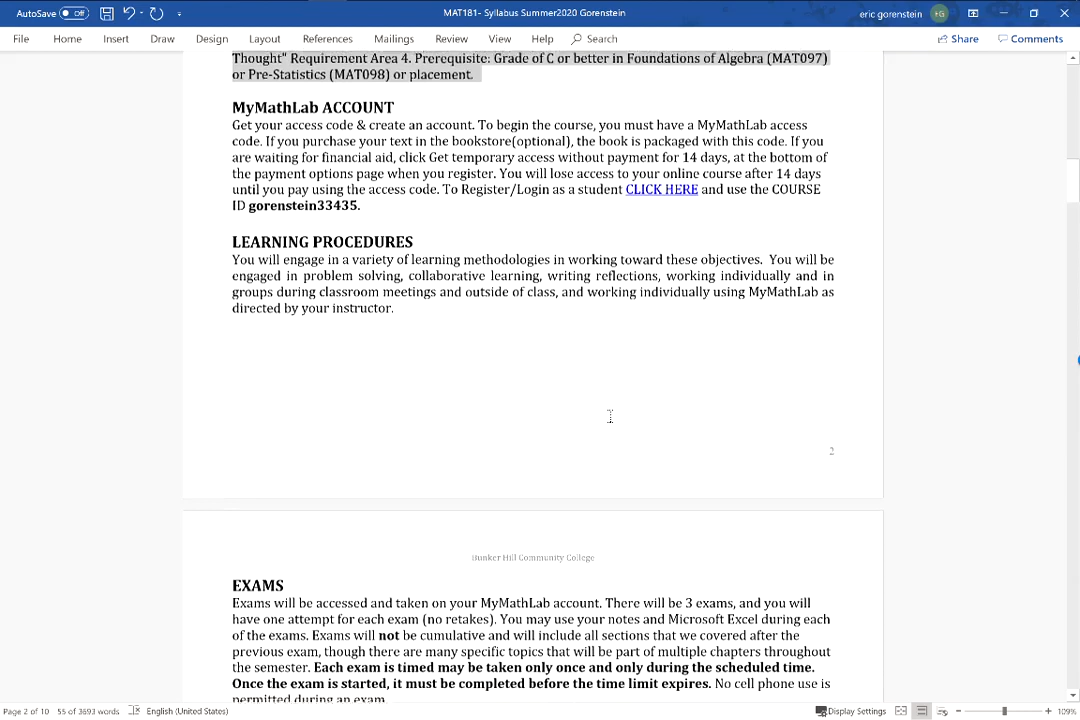 AutoSave Off MAT181- Syllabus Summer2020 Gorenstein eric gorenstein EG
File Home Insert Draw Design Layout References Mailings Review View Help Search Share Comments
Thought" Requirement Area 4. Prerequisite: Grade of C or better in Foundations of Algebra (MAT097)
or Pre-Statistics (MAT098) or placement.
MyMathLab ACCOUNT
Get your access code & create an account. To begin the course, you must have a MyMathLab access
code. If you purchase your text in the bookstore(optional), the book is packaged with this code. If you
are waiting for financial aid, click Get temporary access without payment for 14 days, at the bottom of
the payment options page when you register. You will lose access to your online course after 14 days
until you pay using the access code. To Register/Login as a student CLICK HERE and use the COURSE
ID gorenstein33435.
LEARNING PROCEDURES
You will engage in a variety of learning methodologies in working toward these objectives. You will be
engaged in problem solving, collaborative learning, writing reflections, working individually and in
groups during classroom meetings and outside of class, and working individually using MyMathLab as
directed by your instructor.
2
Bunker Hill Community College
EXAMS
Exams will be accessed and taken on your MyMathLab account. There will be 3 exams, and you will
have one attempt for each exam (no retakes). You may use your notes and Microsoft Excel during each
of the exams. Exams will not be cumulative and will include all sections that we covered after the
previous exam, though there are many specific topics that will be part of multiple chapters throughout
the semester. Each exam is timed may be taken only once and only during the scheduled time.
Once the exam is started, it must be completed before the time limit expires. No cell phone use is
permitted during an exam.
Page 2 of 10 55 of 3693 words English (United States) Display Settings 109%